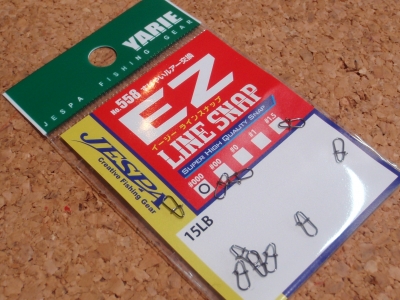 YARIE
JESPA FISHING GEAR
No.558
EZ
イージー ラインスナップ
LINE SNAP
SUPER HIGH QUALITY SNAP
#000 #00 #0 #1 #1.5
JESPA
Creative Fishing Gear
15LB